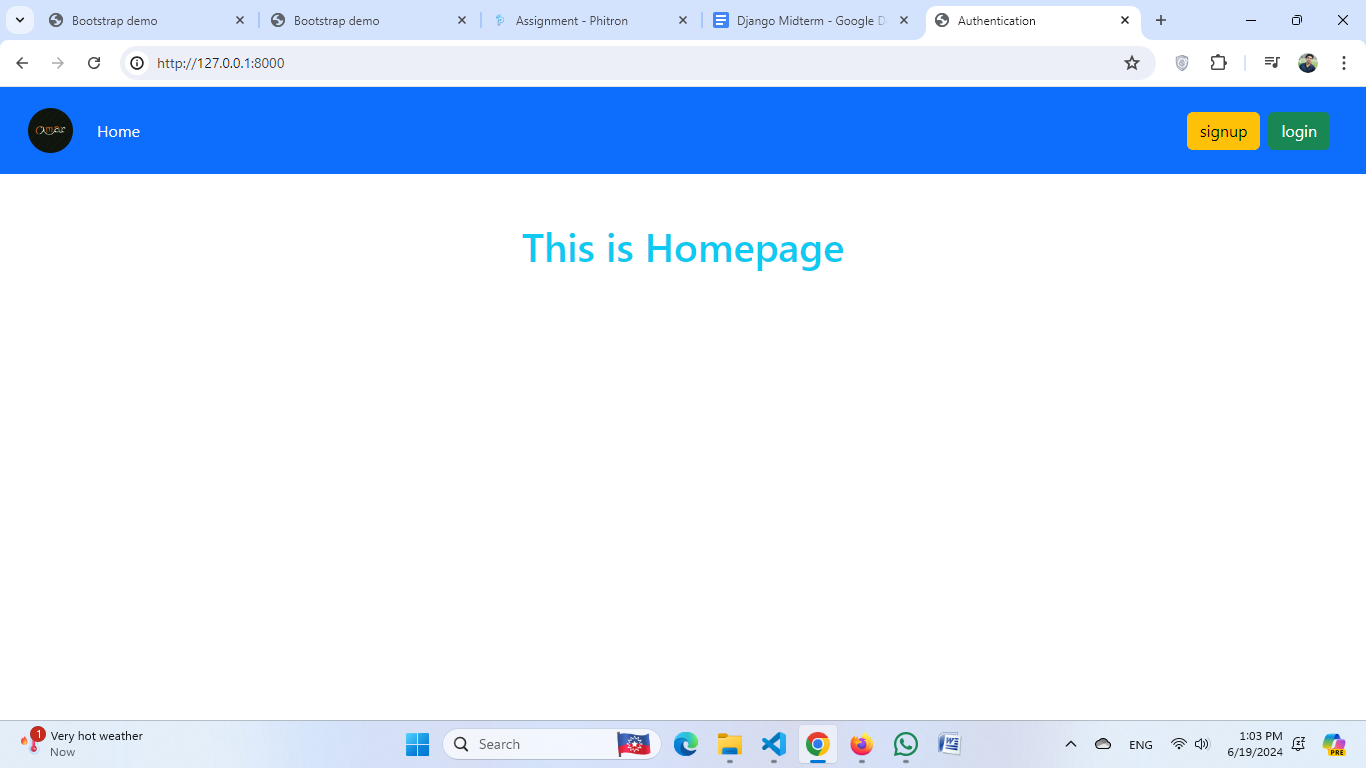 Bootstrap demo
Bootstrap demo
Assignment - Phitron
Django Midterm - Google D
Authentication
http://127.0.0.1:8000
Home
signup
login
This is Homepage
1
Very hot weather
Now
Search
W
ENG
1:03 PM
6/19/2024
PRE